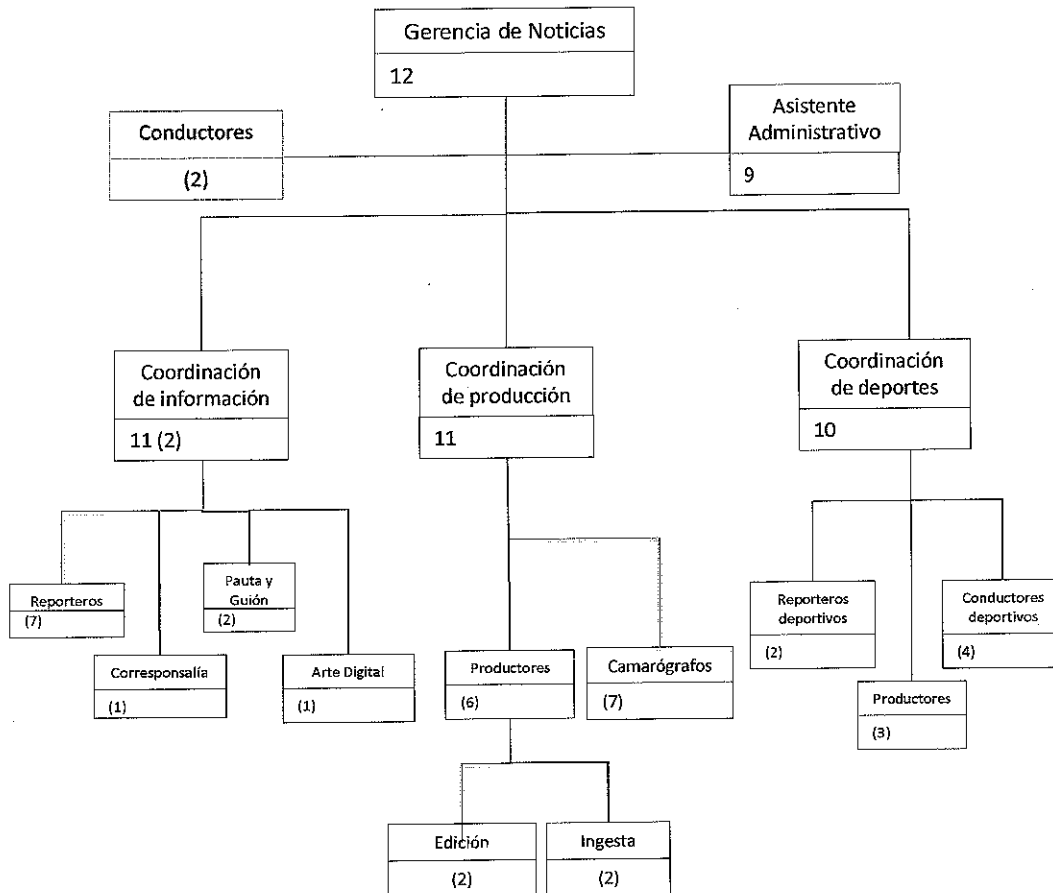 Gerencia de Noticias
12
Conductores
(2)
Asistente
Administrativo
9
Coordinación
de información
11 (2)
Coordinación
de producción
11
Coordinación
de deportes
10
Reporteros
(7)
Corresponsalía
(1)
Pauta y
Guión
(2)
Arte Digital
(1)
Productores
(6)
Camarógrafos
(7)
Reporteros
deportivos
(2)
Productores
(3)
Conductores
deportivos
(4)
Edición
(2)
Ingesta
(2)